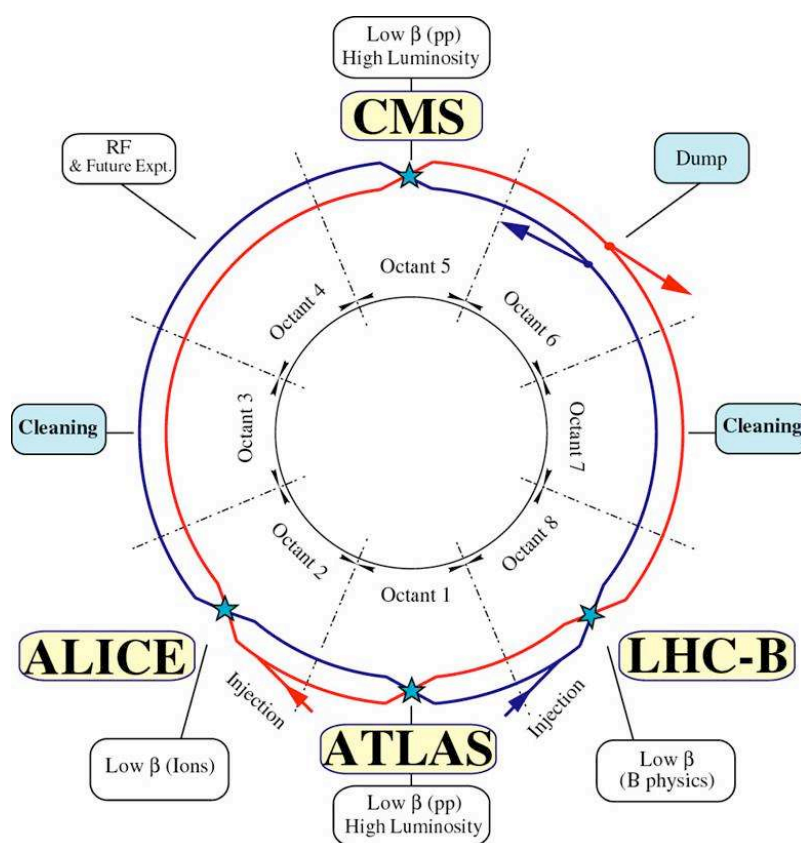 Low β (pp)
High Luminosity
CMS
RF
& Future Expt.
Dump
Octant 5
Octant 4
Octant 6
Octant 3
Octant 7
Cleaning
Cleaning
Octant 2
Octant 8
Octant 1
ALICE
LHC-B
Injection
Injection
ATLAS
Low β (Ions)
Low β
(B physics)
Low β (pp)
High Luminosity